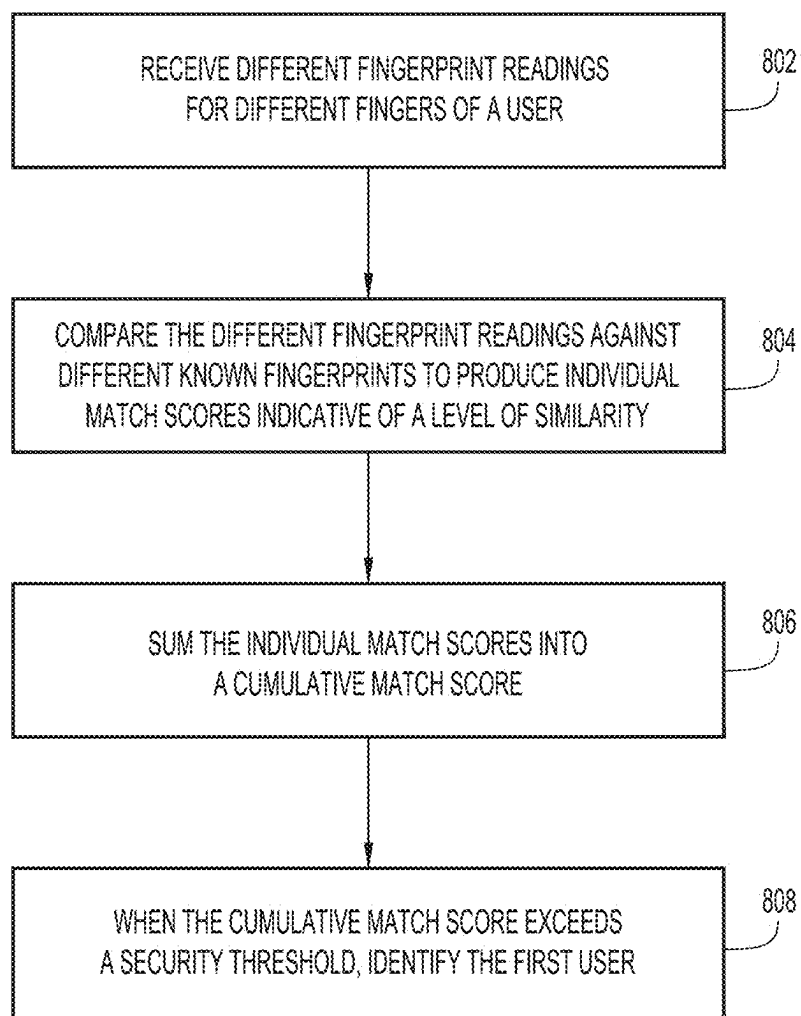 RECEIVE DIFFERENT FINGERPRINT READINGS
FOR DIFFERENT FINGERS OF A USER
802
COMPARE THE DIFFERENT FINGERPRINT READINGS AGAINST
DIFFERENT KNOWN FINGERPRINTS TO PRODUCE INDIVIDUAL
MATCH SCORES INDICATIVE OF A LEVEL OF SIMILARITY
804
SUM THE INDIVIDUAL MATCH SCORES INTO
A CUMULATIVE MATCH SCORE
806
WHEN THE CUMULATIVE MATCH SCORE EXCEEDS
A SECURITY THRESHOLD, IDENTIFY THE FIRST USER
808